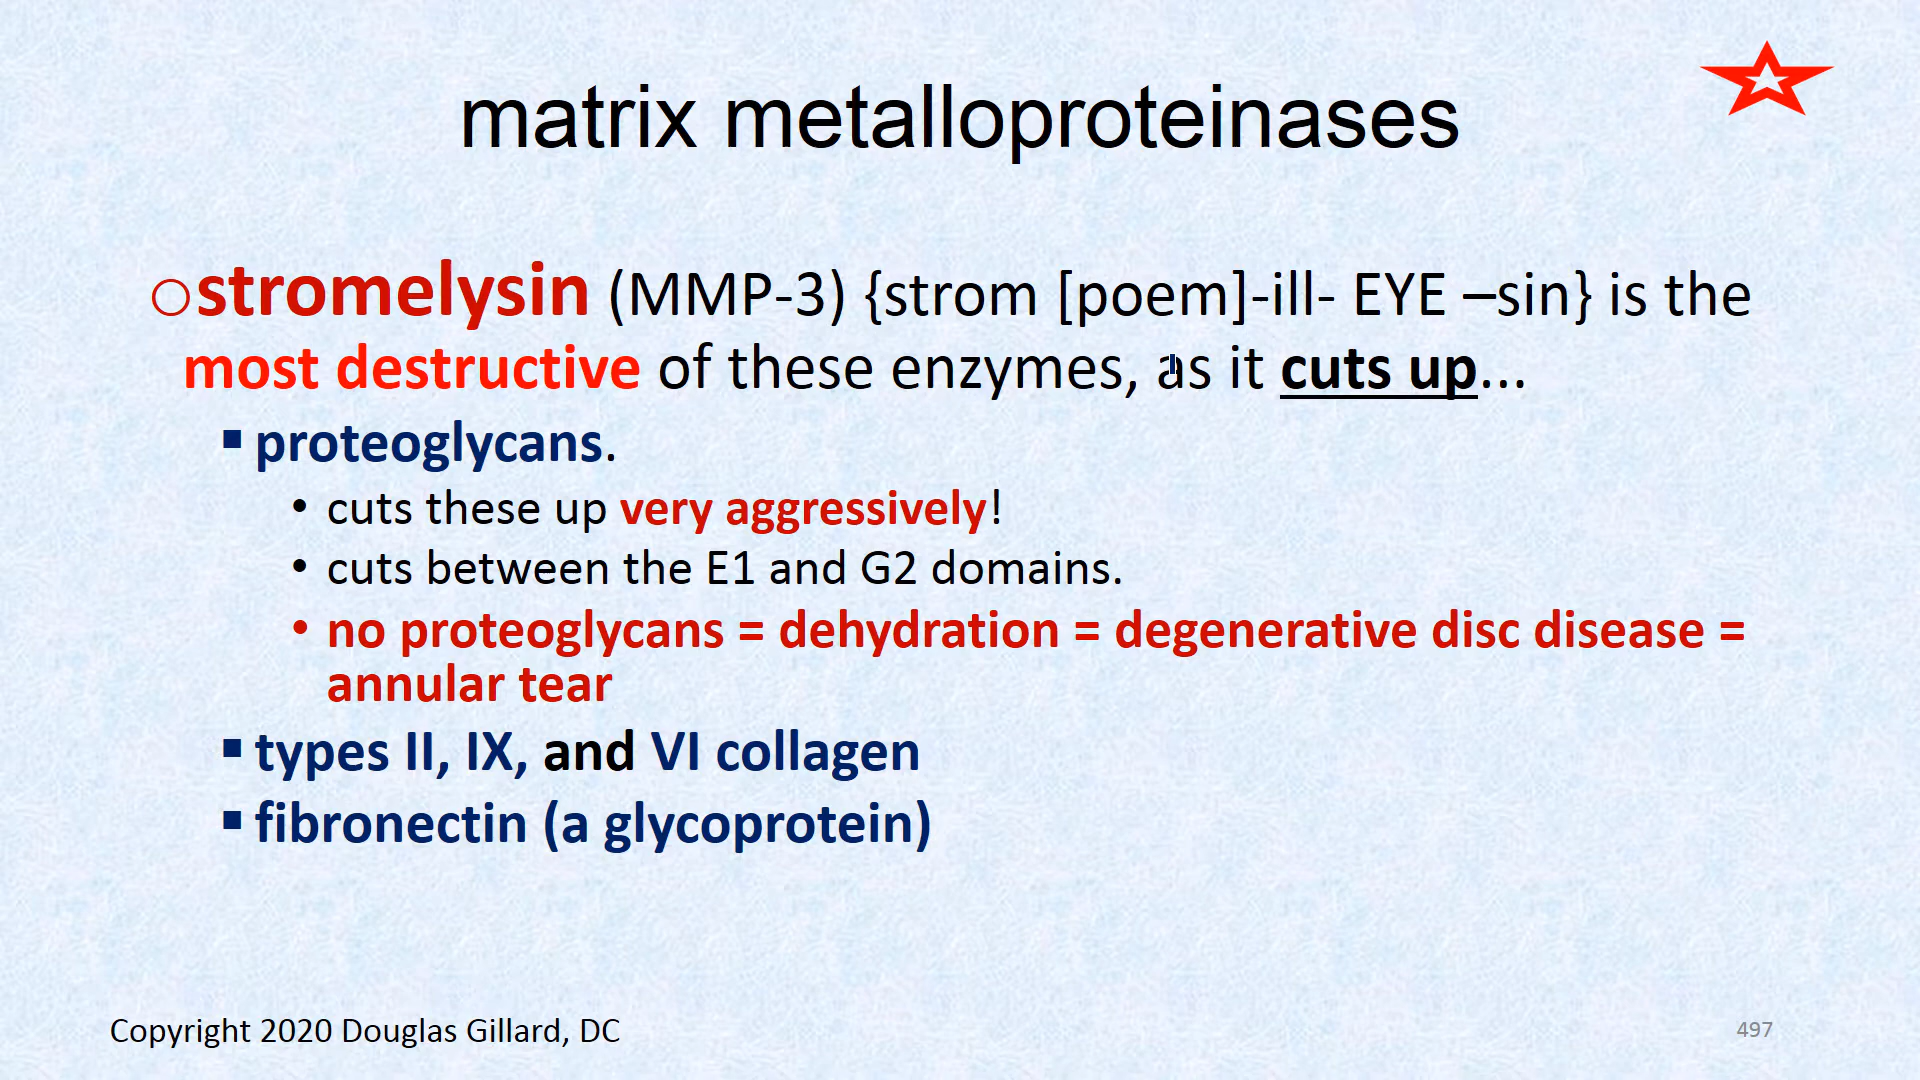 matrix metalloproteinases
stromelysin (MMP-3) {strom [poem]-ill- EYE –sin} is the
most destructive of these enzymes, as it cuts up...
proteoglycans.
• cuts these up very aggressively!
• cuts between the E1 and G2 domains.
• no proteoglycans = dehydration = degenerative disc disease =
annular tear
▪ types II, IX, and VI collagen
▪ fibronectin (a glycoprotein)
Copyright 2020 Douglas Gillard, DC
497